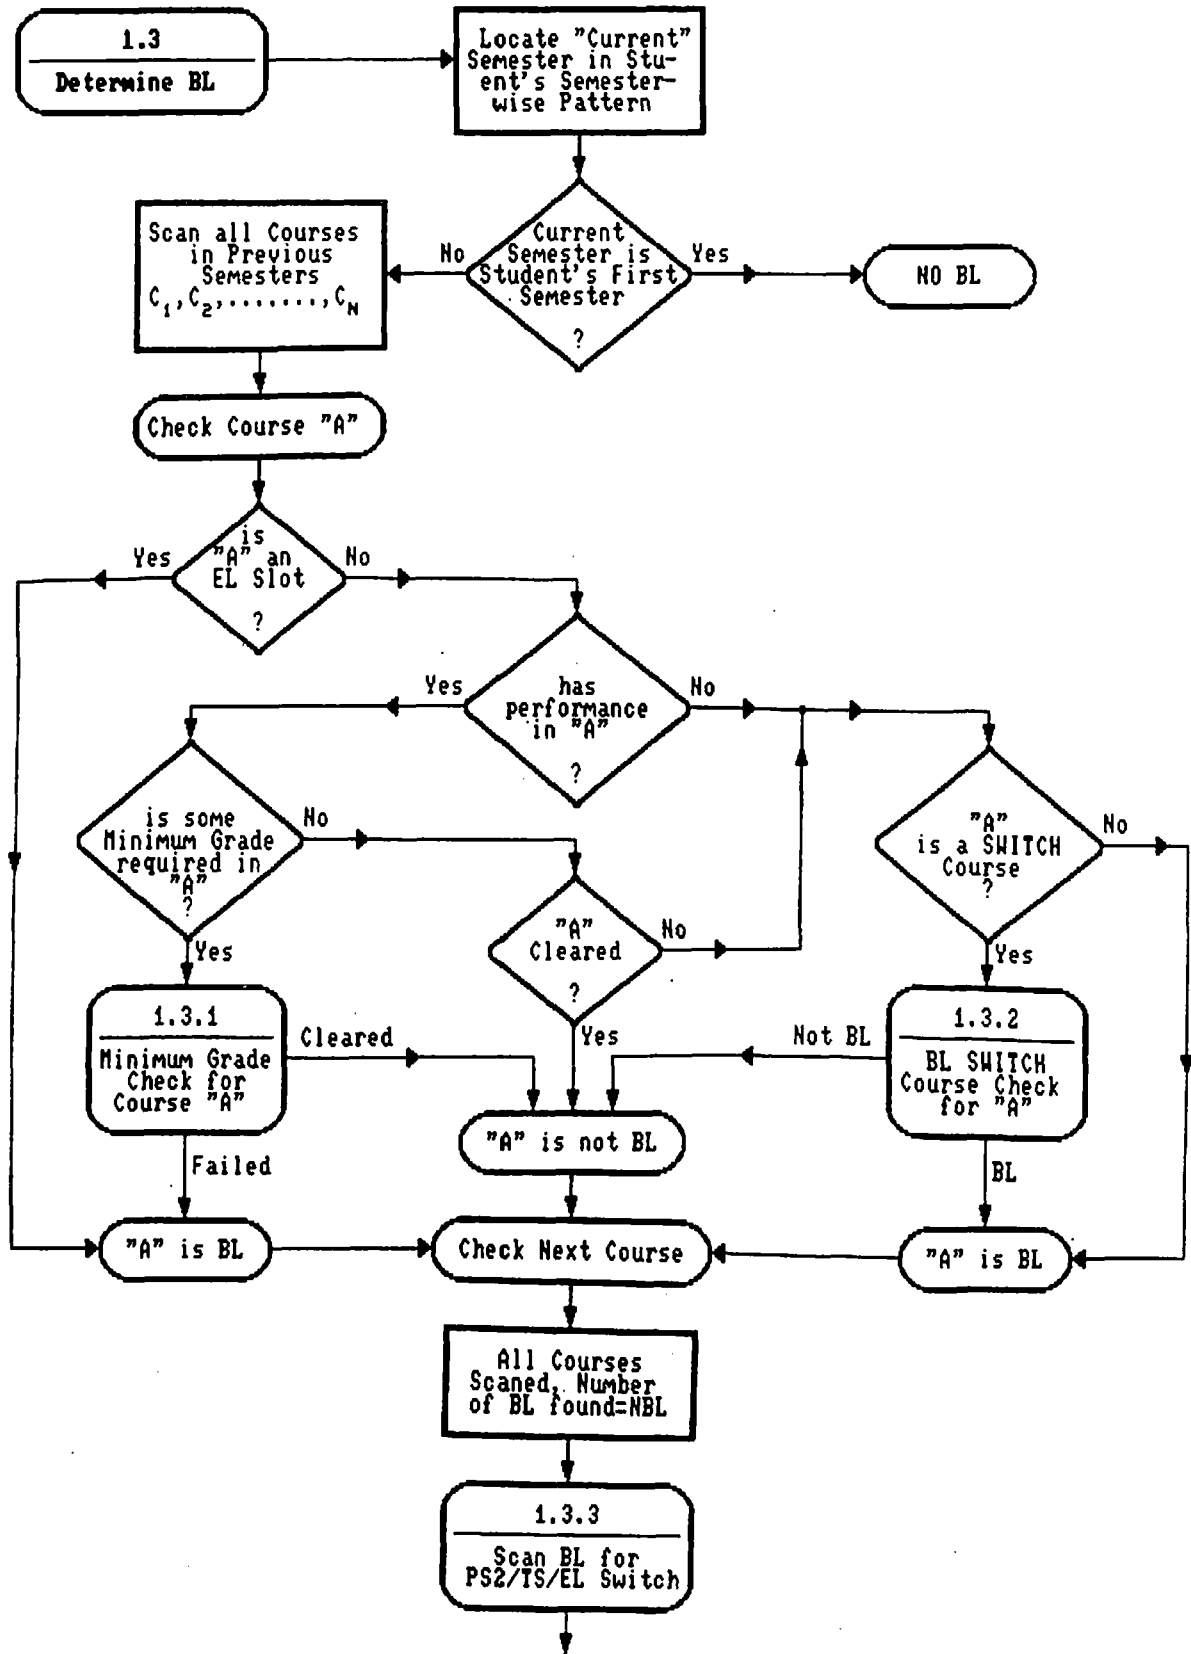 1.3
Determine BL
Locate "Current"
Semester in Stu-
ent's Semester-
wise Pattern
Current
Semester is
Student's First
Semester
?
No
Yes
NO BL
Scan all Courses
in Previous
Semesters
C₁,C₂,.......,C_N
Check Course "A"
is
"A" an
EL Slot
?
Yes
No
has
performance
in "A"
?
Yes
No
is some
Minimum Grade
required in
"A"
?
No
Yes
"A"
Cleared
?
No
Yes
"A"
is a SWITCH
Course
?
No
Yes
1.3.1
Minimum Grade
Check for
Course "A"
Cleared
Failed
1.3.2
BL SWITCH
Course Check
for "A"
Not BL
BL
"A" is not BL
"A" is BL
Check Next Course
"A" is BL
All Courses
Scaned, Number
of BL found=NBL
1.3.3
Scan BL for
PS2/TS/EL Switch